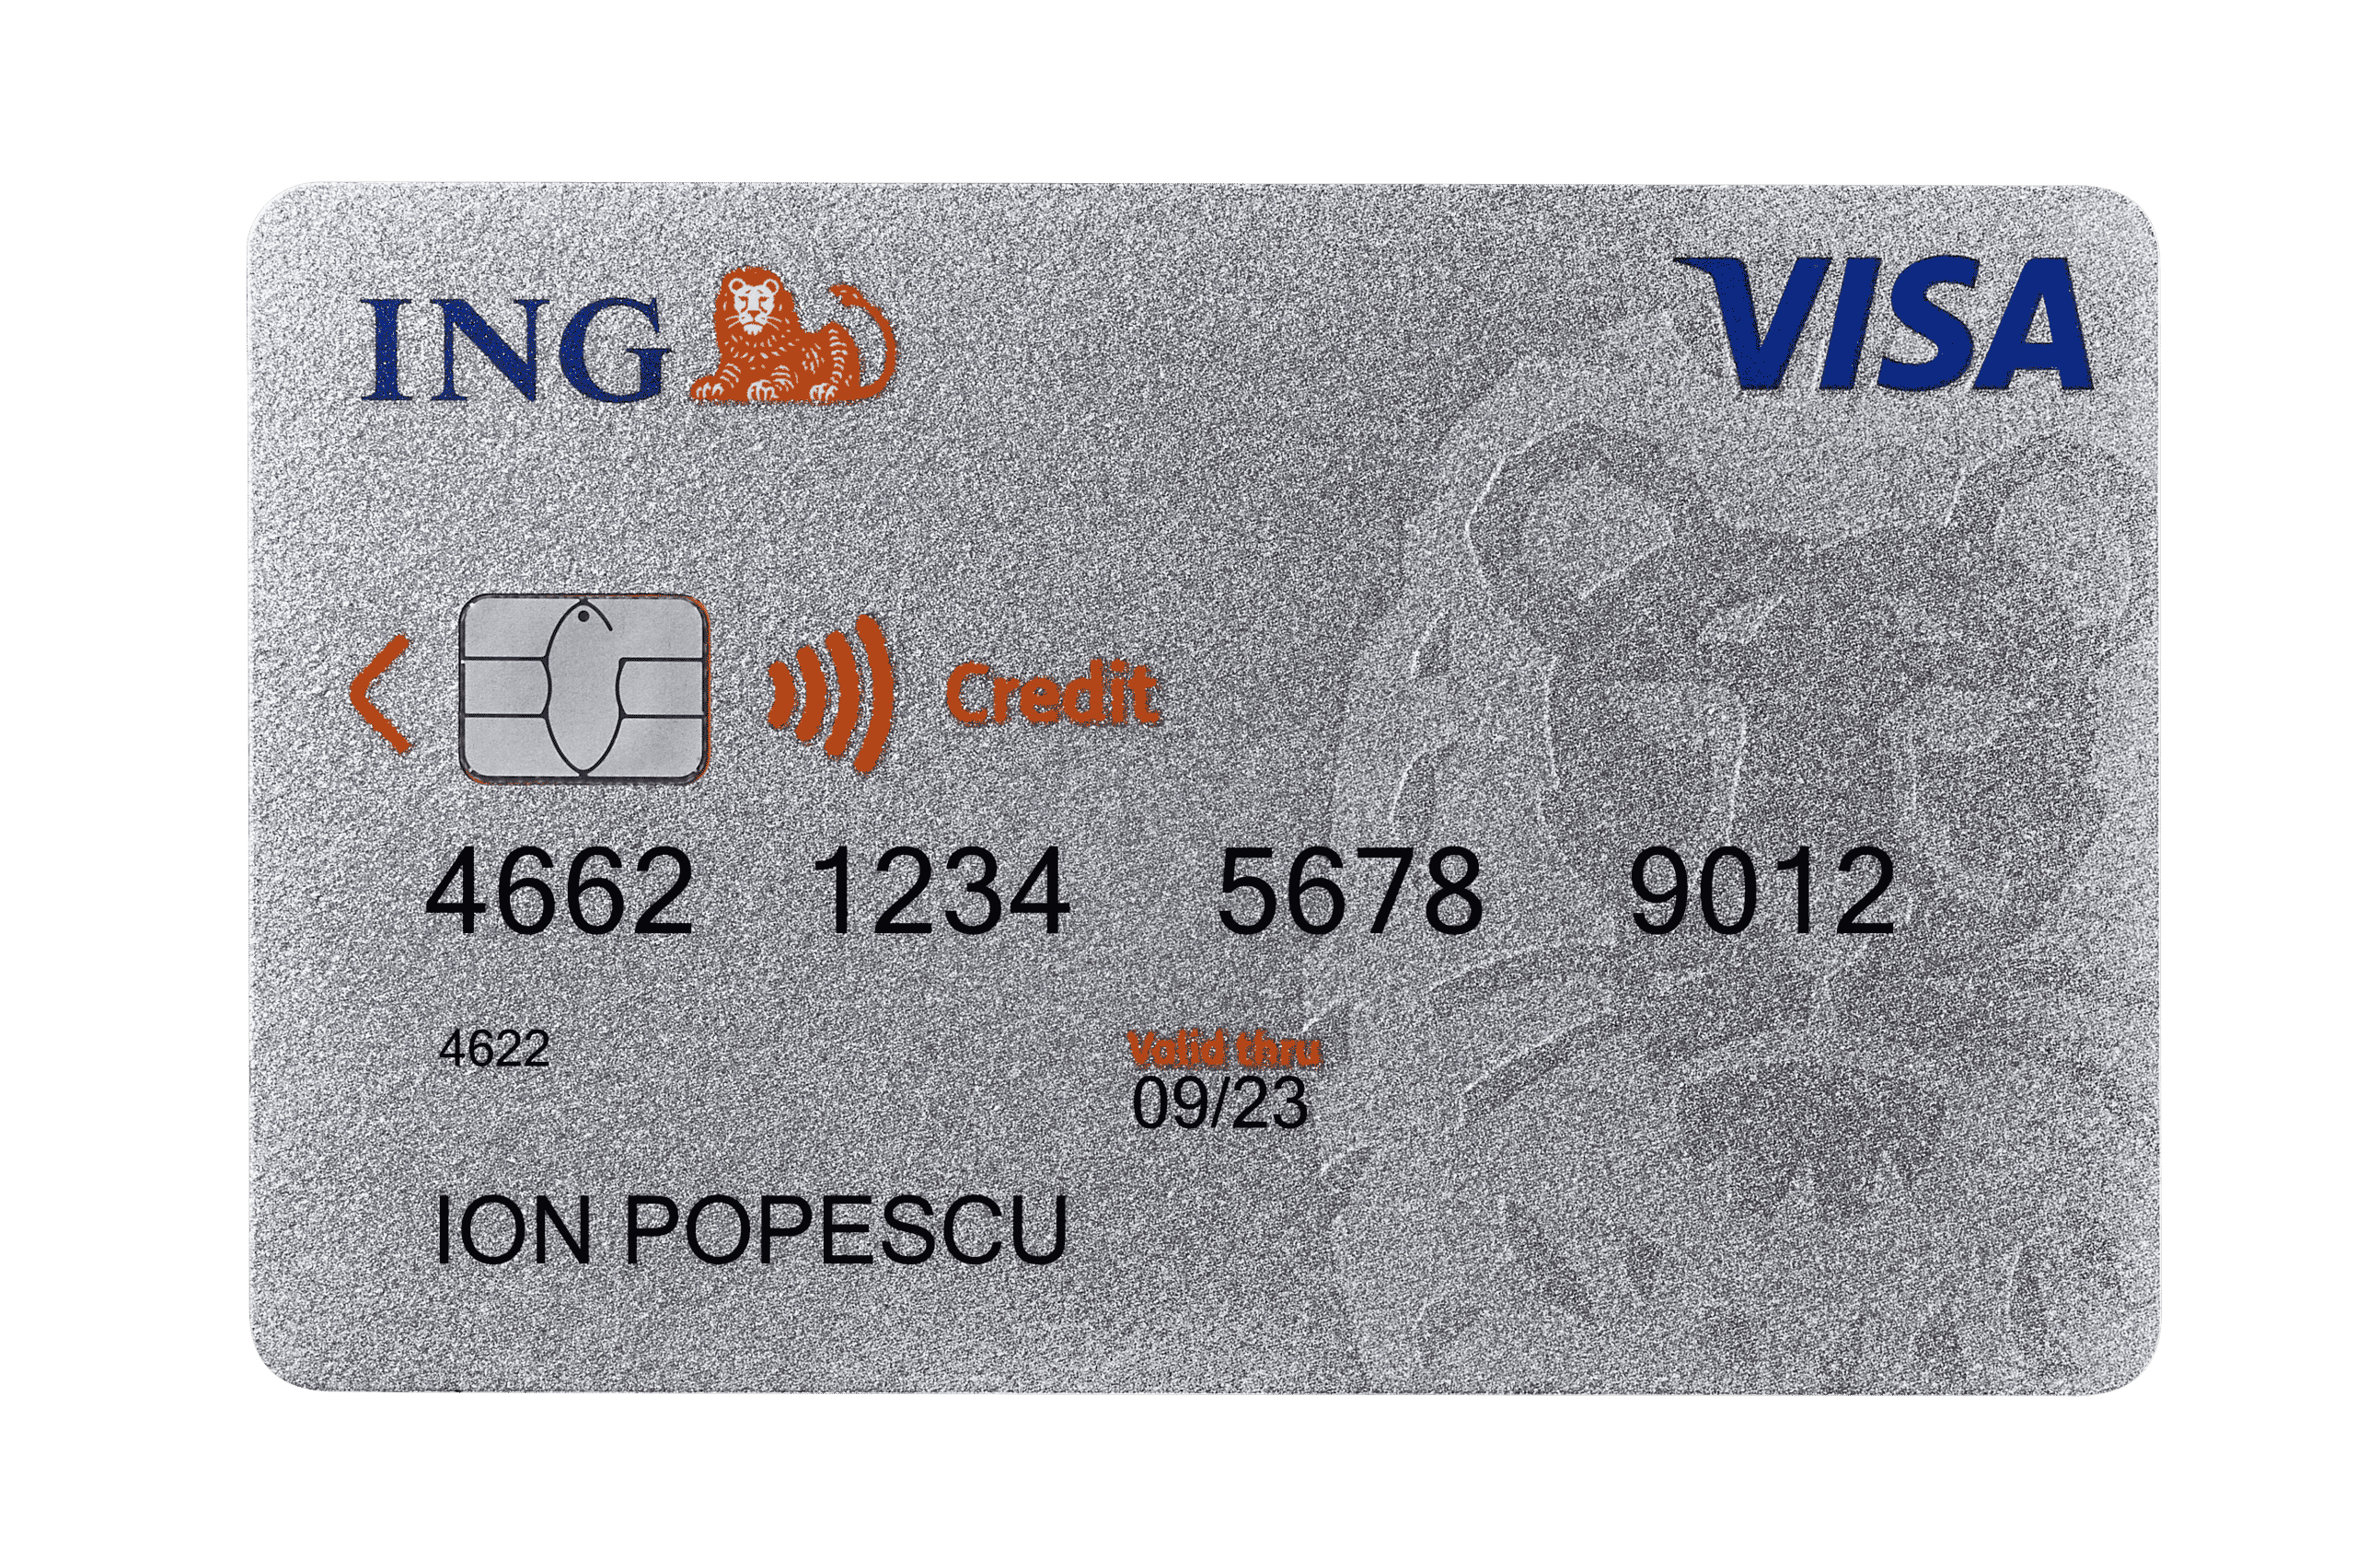 ING VISA
Credit
4662 1234 5678 9012
4622 Valid thru
09/23
ION POPESCU